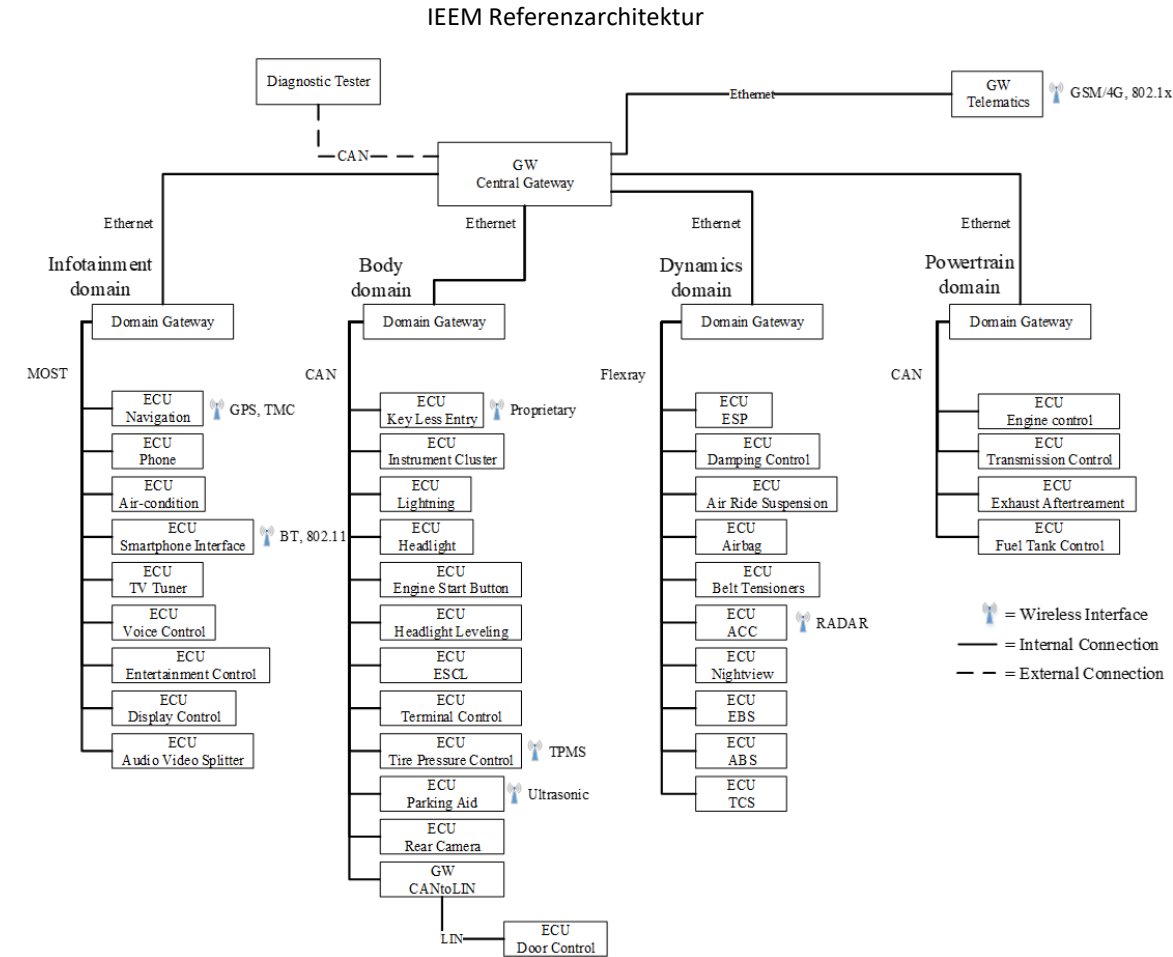 IEEM Referenzarchitektur
Diagnostic Tester
GW
Telematics
GSM/4G, 802.1x
Ethernet
CAN
GW
Central Gateway
Ethernet
Ethernet
Ethernet
Ethernet
Infotainment
domain
Domain Gateway
MOST
ECU
Navigation
GPS, TMC
ECU
Phone
ECU
Air-condition
ECU
Smartphone Interface
BT, 802.11
ECU
TV Tuner
ECU
Voice Control
ECU
Entertainment Control
ECU
Display Control
ECU
Audio Video Splitter
Body
domain
Domain Gateway
CAN
ECU
Key Less Entry
Proprietary
ECU
Instrument Cluster
ECU
Lightning
ECU
Headlight
ECU
Engine Start Button
ECU
Headlight Leveling
ECU
ESCL
ECU
Terminal Control
ECU
Tire Pressure Control
TPMS
ECU
Parking Aid
Ultrasonic
ECU
Rear Camera
GW
CANtoLIN
LIN
ECU
Door Control
Dynamics
domain
Domain Gateway
Flexray
ECU
ESP
ECU
Damping Control
ECU
Air Ride Suspension
ECU
Airbag
ECU
Belt Tensioners
ECU
ACC
RADAR
ECU
Nightview
ECU
EBS
ECU
ABS
ECU
TCS
Powertrain
domain
Domain Gateway
CAN
ECU
Engine control
ECU
Transmission Control
ECU
Exhaust Aftertreament
ECU
Fuel Tank Control
= Wireless Interface
= Internal Connection
= External Connection